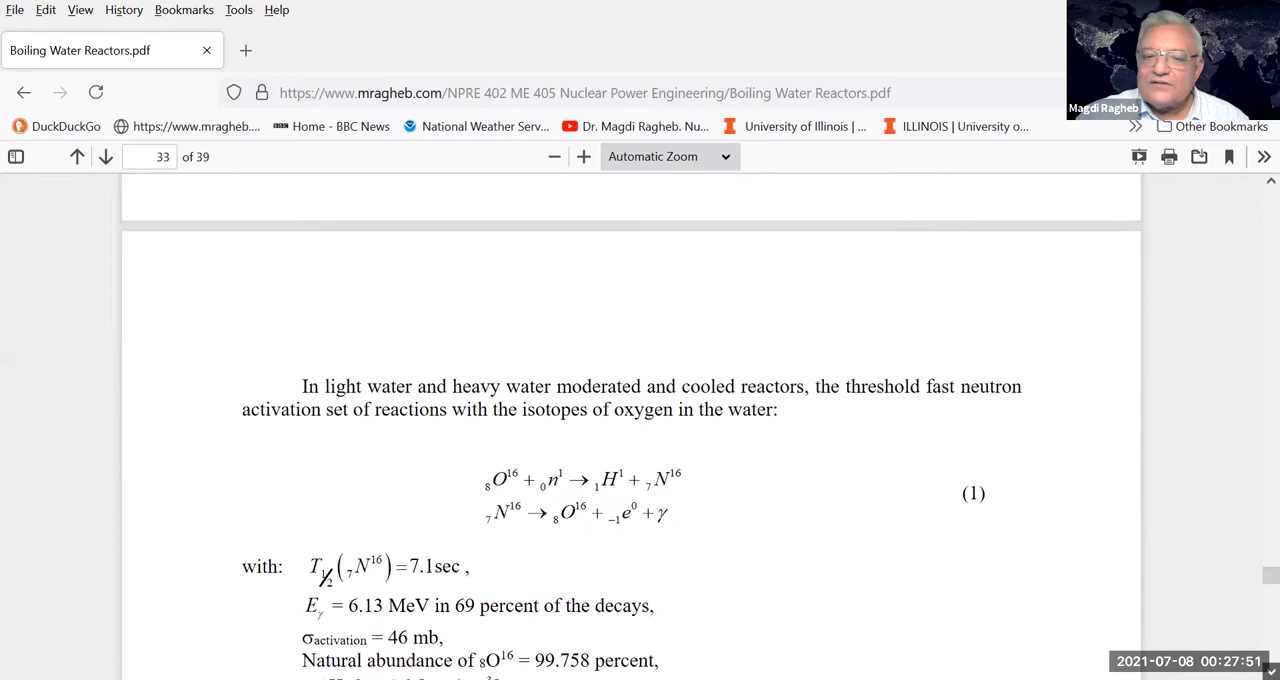 File Edit View History Bookmarks Tools Help
Boiling Water Reactors.pdf
https://www.mragheb.com/NPRE 402 ME 405 Nuclear Power Engineering/Boiling Water Reactors.pdf
Magdi Ragheb
DuckDuckGo https://www.mragheb.... BBC Home - BBC News National Weather Serv... Dr. Magdi Ragheb. Nu... University of Illinois | ... ILLINOIS | University o... Other Bookmarks
33 of 39 Automatic Zoom
In light water and heavy water moderated and cooled reactors, the threshold fast neutron
activation set of reactions with the isotopes of oxygen in the water:
₈O¹⁶ + ₀n¹ → ₁H¹ + ₇N¹⁶
(1)
₇N¹⁶ → ₈O¹⁶ + ₋₁e⁰ + γ
with: T½(₇N¹⁶) = 7.1sec ,
Eγ = 6.13 MeV in 69 percent of the decays,
σactivation = 46 mb,
Natural abundance of ₈O¹⁶ = 99.758 percent,
2021-07-08 00:27:51